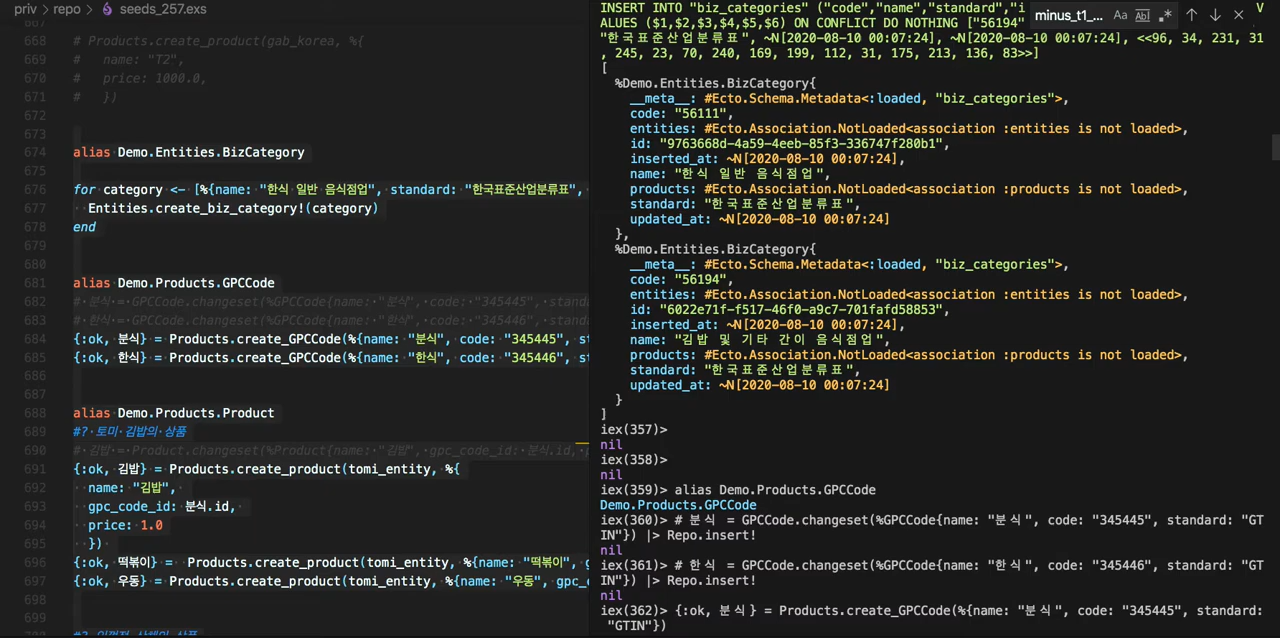 priv > repo > seeds_257.exs
668 # Products.create_product(gab_korea, %{
669 #   name: "T2",
670 #   price: 1000.0,
671 #   })
672
673
674 alias Demo.Entities.BizCategory
675
676 for category <- [%{name: "한식 일반 음식점업", standard: "한국표준산업분류표",
677   Entities.create_biz_category!(category)
678 end
679
680
681 alias Demo.Products.GPCCode
682 # 분식 = GPCCode.changeset(%GPCCode{name: "분식", code: "345445", stand
683 # 한식 = GPCCode.changeset(%GPCCode{name: "한식", code: "345446", stand
684 {:ok, 분식} = Products.create_GPCCode(%{name: "분식", code: "345445", st
685 {:ok, 한식} = Products.create_GPCCode(%{name: "한식", code: "345446", st
686
687
688 alias Demo.Products.Product
689 #? 토미 김밥의 상품
690 # 김밥 = Product.changeset(%Product{name: "김밥", gpc_code_id: 분식.id, p
691 {:ok, 김밥} = Products.create_product(tomi_entity, %{
692   name: "김밥",
693   gpc_code_id: 분식.id,
694   price: 1.0
695   })
696 {:ok, 떡볶이} =  Products.create_product(tomi_entity, %{name: "떡볶이", g
697 {:ok, 우동} = Products.create_product(tomi_entity, %{name: "우동", gpc_c
698
699
INSERT INTO "biz_categories" ("code","name","standard","i
minus_t1_... Aa Abl .*
ALUES ($1,$2,$3,$4,$5,$6) ON CONFLICT DO NOTHING ["56194"
"한국표준산업분류표", ~N[2020-08-10 00:07:24], ~N[2020-08-10 00:07:24], <<96, 34, 231, 31
, 245, 23, 70, 240, 169, 199, 112, 31, 175, 213, 136, 83>>]
[
  %Demo.Entities.BizCategory{
    __meta__: #Ecto.Schema.Metadata<:loaded, "biz_categories">,
    code: "56111",
    entities: #Ecto.Association.NotLoaded<association :entities is not loaded>,
    id: "9763668d-4a59-4eeb-85f3-336747f280b1",
    inserted_at: ~N[2020-08-10 00:07:24],
    name: "한식 일반 음식점업",
    products: #Ecto.Association.NotLoaded<association :products is not loaded>,
    standard: "한국표준산업분류표",
    updated_at: ~N[2020-08-10 00:07:24]
  },
  %Demo.Entities.BizCategory{
    __meta__: #Ecto.Schema.Metadata<:loaded, "biz_categories">,
    code: "56194",
    entities: #Ecto.Association.NotLoaded<association :entities is not loaded>,
    id: "6022e71f-f517-46f0-a9c7-701fafd58853",
    inserted_at: ~N[2020-08-10 00:07:24],
    name: "김밥 및 기타 간이 음식점업",
    products: #Ecto.Association.NotLoaded<association :products is not loaded>,
    standard: "한국표준산업분류표",
    updated_at: ~N[2020-08-10 00:07:24]
  }
]
iex(357)>
nil
iex(358)>
nil
iex(359)> alias Demo.Products.GPCCode
Demo.Products.GPCCode
iex(360)> # 분식 = GPCCode.changeset(%GPCCode{name: "분식", code: "345445", standard: "GT
IN"}) |> Repo.insert!
nil
iex(361)> # 한식 = GPCCode.changeset(%GPCCode{name: "한식", code: "345446", standard: "GT
IN"}) |> Repo.insert!
nil
iex(362)> {:ok, 분식} = Products.create_GPCCode(%{name: "분식", code: "345445", standard:
 "GTIN"})